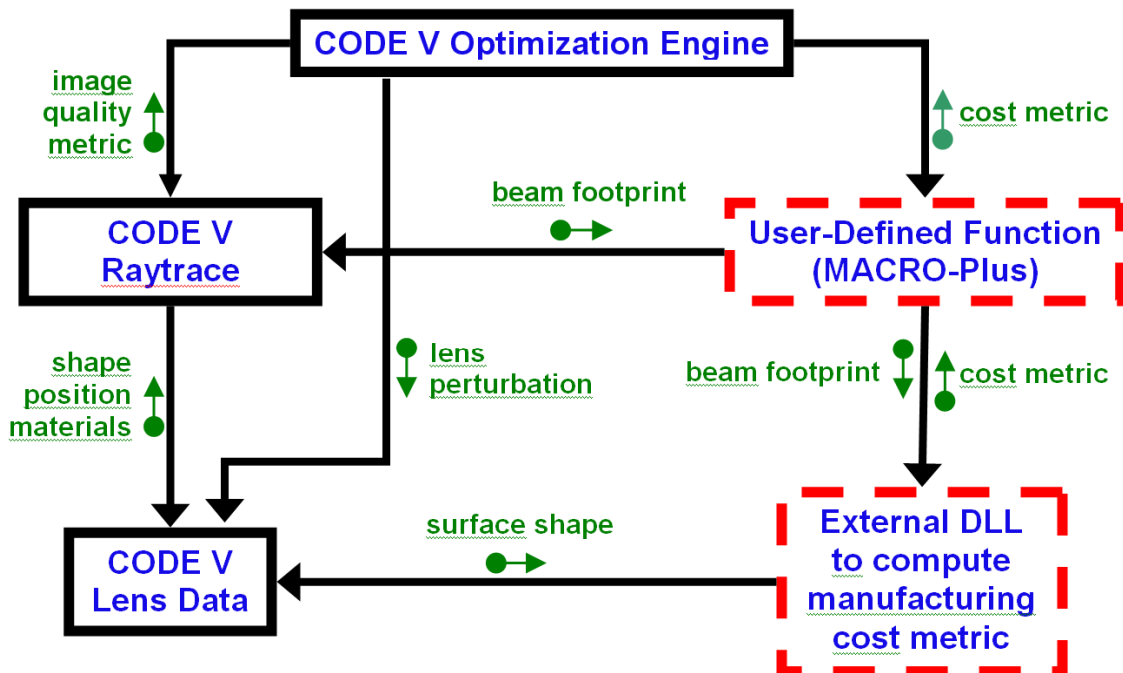 CODE V Optimization Engine
image
quality
metric
cost metric
beam footprint
CODE V
Raytrace
User-Defined Function
(MACRO-Plus)
shape
position
materials
lens
perturbation
beam footprint
cost metric
surface shape
CODE V
Lens Data
External DLL
to compute
manufacturing
cost metric